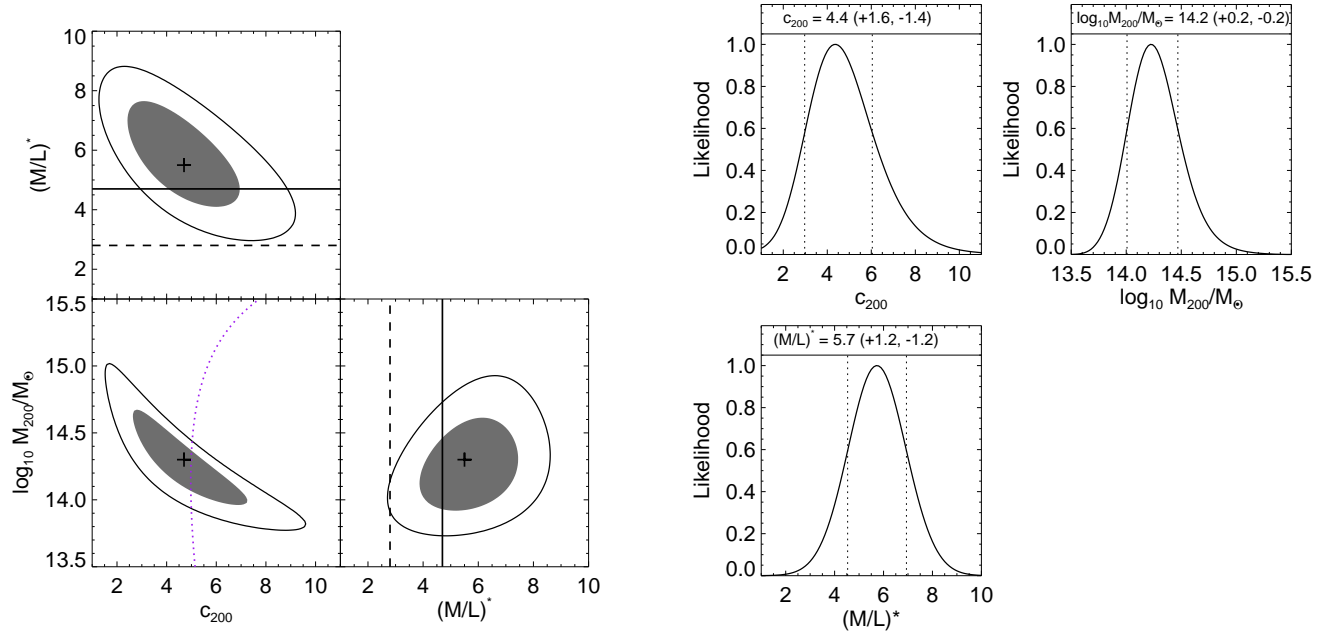 10
8
6
4
2
(M/L)*
15.5
15.0
14.5
14.0
13.5
log₁₀ M₂₀₀/M☉
2 4 6 8 10
c₂₀₀
2 4 6 8 10
(M/L)*
c₂₀₀ = 4.4 (+1.6, -1.4)
1.0
0.8
0.6
0.4
0.2
0.0
Likelihood
2 4 6 8 10
c₂₀₀
log₁₀M₂₀₀/M☉ = 14.2 (+0.2, -0.2)
1.0
0.8
0.6
0.4
0.2
0.0
Likelihood
13.5 14.0 14.5 15.0 15.5
log₁₀ M₂₀₀/M☉
(M/L)* = 5.7 (+1.2, -1.2)
1.0
0.8
0.6
0.4
0.2
0.0
Likelihood
2 4 6 8 10
(M/L)*